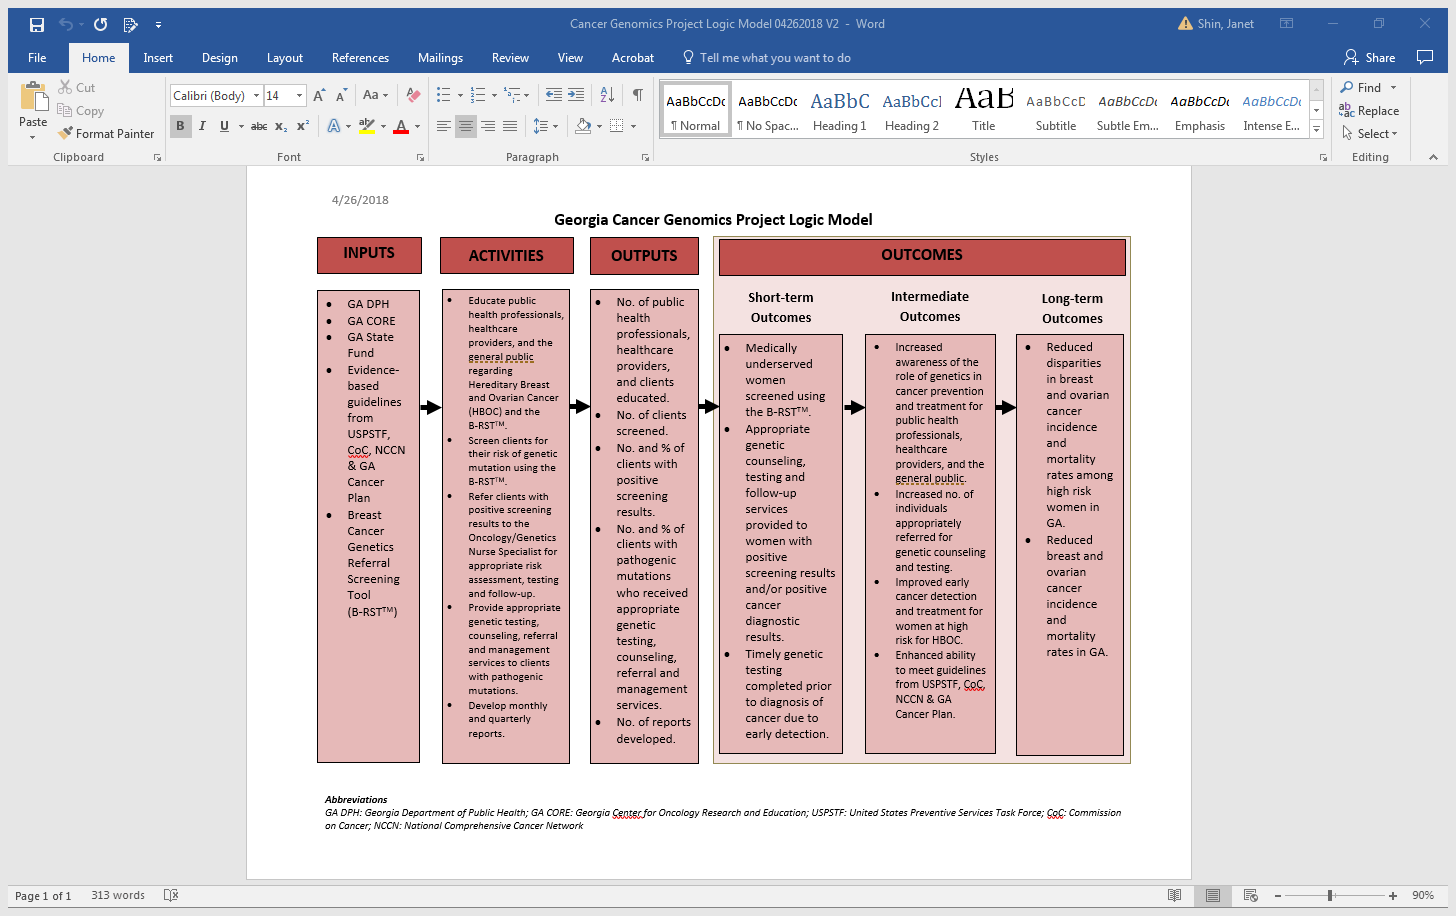 Cancer Genomics Project Logic Model 04262018 V2 - Word
Shin, Janet
File Home Insert Design Layout References Mailings Review View Acrobat Tell me what you want to do Share
Paste
Cut
Copy
Format Painter
Clipboard
Calibri (Body) 14
B I U abc x₂ x²
Font
Paragraph
AaBbCcDc AaBbCcDc AaBbC AaBbCcI AaB AaBbCcD AaBbCcDc AaBbCcDc AaBbCcDc
¶ Normal ¶ No Spac... Heading 1 Heading 2 Title Subtitle Subtle Em... Emphasis Intense E...
Styles
Find
Replace
Select
Editing
4/26/2018
Georgia Cancer Genomics Project Logic Model
INPUTS
• GA DPH
• GA CORE
• GA State
Fund
• Evidence-
based
guidelines
from
USPSTF,
CoC, NCCN
& GA
Cancer
Plan
• Breast
Cancer
Genetics
Referral
Screening
Tool
(B-RST™)
ACTIVITIES
• Educate public
health professionals,
healthcare
providers, and the
general public
regarding
Hereditary Breast
and Ovarian Cancer
(HBOC) and the
B-RST™.
• Screen clients for
their risk of genetic
mutation using the
B-RST™.
• Refer clients with
positive screening
results to the
Oncology/Genetics
Nurse Specialist for
appropriate risk
assessment, testing
and follow-up.
• Provide appropriate
genetic testing,
counseling, referral
and management
services to clients
with pathogenic
mutations.
• Develop monthly
and quarterly
reports.
OUTPUTS
• No. of public
health
professionals,
healthcare
providers,
and clients
educated.
• No. of clients
screened.
• No. and % of
clients with
positive
screening
results.
• No. and % of
clients with
pathogenic
mutations
who received
appropriate
genetic
testing,
counseling,
referral and
management
services.
• No. of reports
developed.
OUTCOMES
Short-term
Outcomes
• Medically
underserved
women
screened using
the B-RST™.
• Appropriate
genetic
counseling,
testing and
follow-up
services
provided to
women with
positive
screening results
and/or positive
cancer
diagnostic
results.
• Timely genetic
testing
completed prior
to diagnosis of
cancer due to
early detection.
Intermediate
Outcomes
• Increased
awareness of the
role of genetics in
cancer prevention
and treatment for
public health
professionals,
healthcare
providers, and the
general public.
• Increased no. of
individuals
appropriately
referred for
genetic counseling
and testing.
• Improved early
cancer detection
and treatment for
women at high
risk for HBOC.
• Enhanced ability
to meet guidelines
from USPSTF, CoC,
NCCN & GA
Cancer Plan.
Long-term
Outcomes
• Reduced
disparities
in breast
and ovarian
cancer
incidence
and
mortality
rates among
high risk
women in
GA.
• Reduced
breast and
ovarian
cancer
incidence
and
mortality
rates in GA.
Abbreviations
GA DPH: Georgia Department of Public Health; GA CORE: Georgia Center for Oncology Research and Education; USPSTF: United States Preventive Services Task Force; CoC: Commission
on Cancer; NCCN: National Comprehensive Cancer Network
Page 1 of 1 313 words 90%